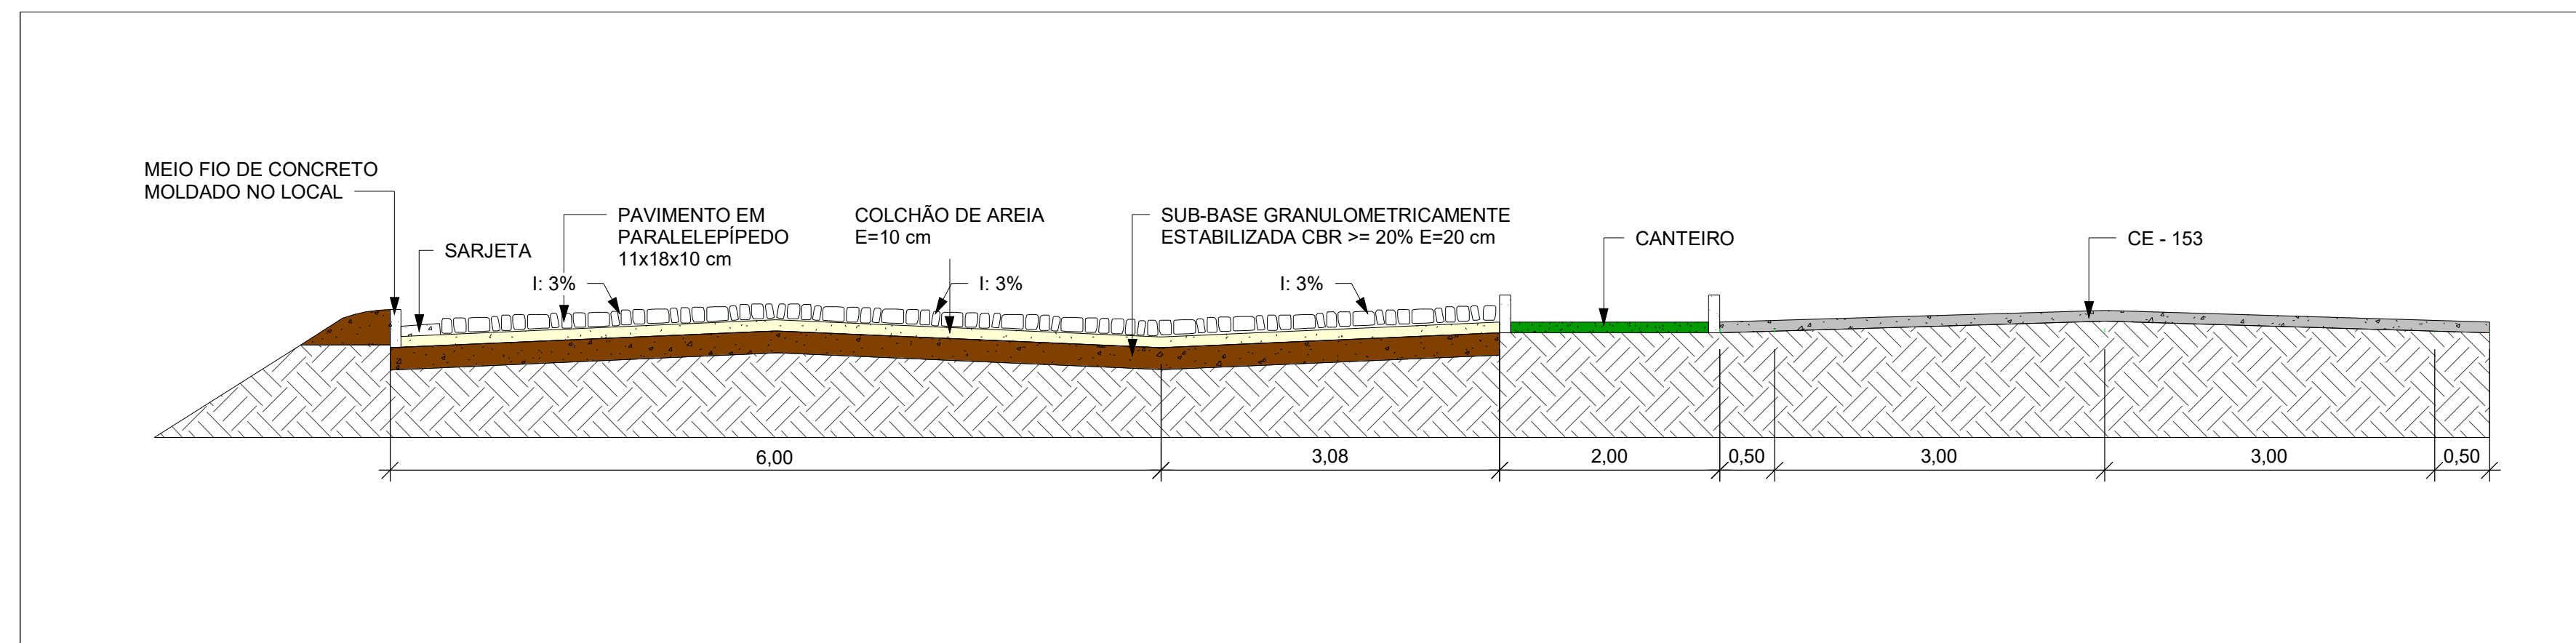 MEIO FIO DE CONCRETO
MOLDADO NO LOCAL
SARJETA
PAVIMENTO EM
PARALELEPÍPEDO
11x18x10 cm
I: 3%
COLCHÃO DE AREIA
E=10 cm
I: 3%
SUB-BASE GRANULOMETRICAMENTE
ESTABILIZADA CBR >= 20% E=20 cm
I: 3%
CANTEIRO
CE - 153
6,00
3,08
2,00
0,50
3,00
3,00
0,50